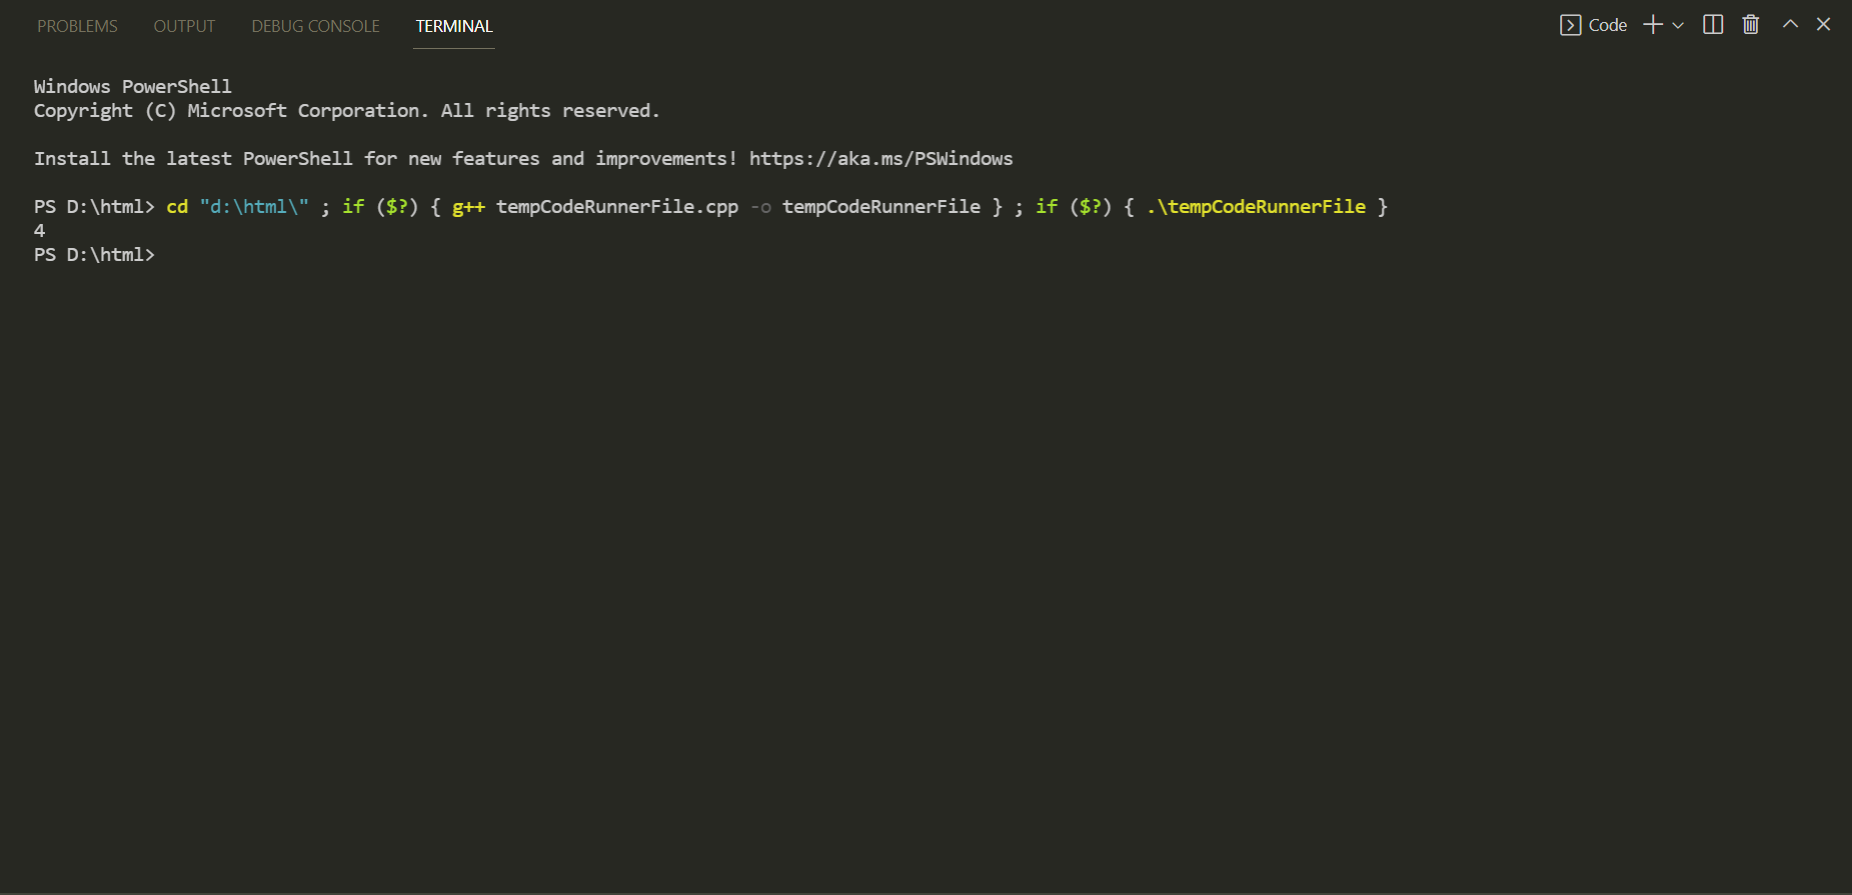 PROBLEMS OUTPUT DEBUG CONSOLE TERMINAL Code
Windows PowerShell
Copyright (C) Microsoft Corporation. All rights reserved.
Install the latest PowerShell for new features and improvements! https://aka.ms/PSWindows
PS D:\html> cd "d:\html\" ; if ($?) { g++ tempCodeRunnerFile.cpp -o tempCodeRunnerFile } ; if ($?) { .\tempCodeRunnerFile }
4
PS D:\html>